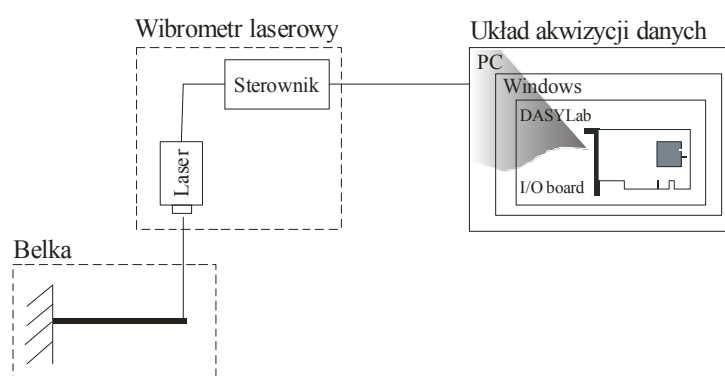 Wibrometr laserowy
Układ akwizycji danych
Sterownik
PC
Windows
DASYLab
Laser
I/O board
Belka